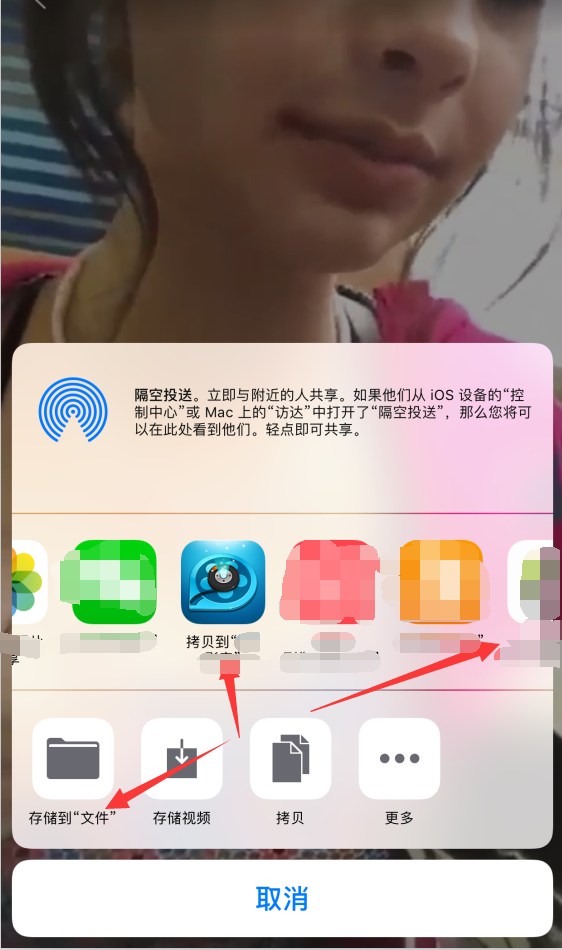 隔空投送。立即与附近的人共享。如果他们从 iOS 设备的“控
制中心”或 Mac 上的“访达”中打开了“隔空投送”，那么您将可
以在此处看到他们。轻点即可共享。
拷贝到“
享
存储到“文件”
存储视频
拷贝
更多
取消